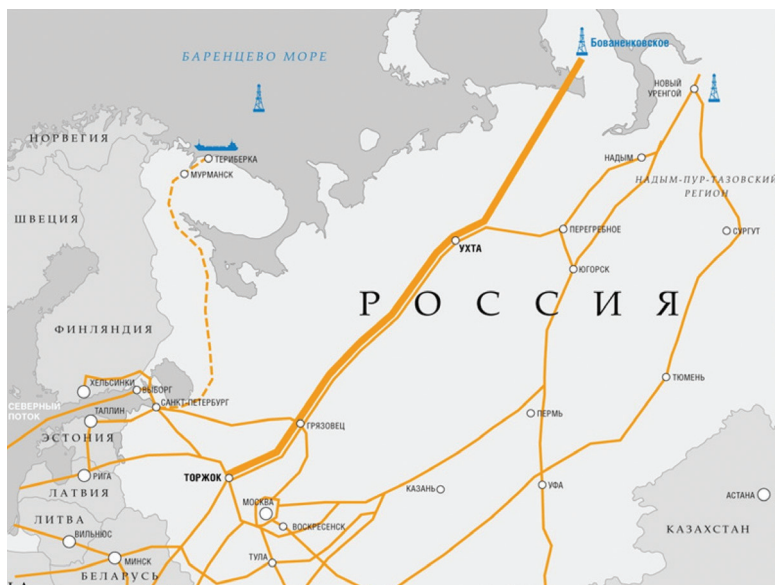 БАРЕНЦЕВО МОРЕ
Бованенковское
НОВЫЙ
УРЕНГОЙ
НОРВЕГИЯ
ТЕРИБЕРКА
МУРМАНСК
НАДЫМ
НАДЫМ-ПУР-ТАЗОВСКИЙ
РЕГИОН
ШВЕЦИЯ
ПЕРЕГРЕБНОЕ
СУРГУТ
УХТА
ЮГОРСК
РОССИЯ
ФИНЛЯНДИЯ
ХЕЛЬСИНКИ
ВЫБОРГ
ТЮМЕНЬ
СЕВЕРНЫЙ
ПОТОК
САНКТ-ПЕТЕРБУРГ
ТАЛЛИН
ПЕРМЬ
ГРЯЗОВЕЦ
ЭСТОНИЯ
РИГА
ТОРЖОК
КАЗАНЬ
УФА
ЛАТВИЯ
МОСКВА
АСТАНА
ЛИТВА
ВОСКРЕСЕНСК
КАЗАХСТАН
ВИЛЬНЮС
МИНСК
ТУЛА
БЕЛАРУСЬ